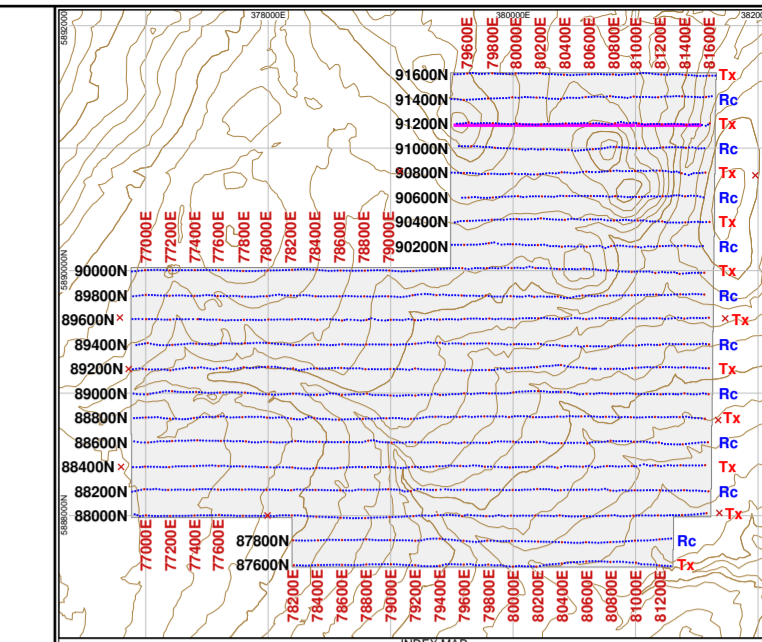 378000E 380000E 382
5892000
79600E 79800E 80000E 80200E 80400E 80600E 80800E 81000E 81200E 81400E 81600E
91600N Tx
91400N Rc
91200N Tx
91000N Rc
90800N Tx
90600N Rc
90400N Tx
90200N Rc
77000E 77200E 77400E 77600E 77800E 78000E 78200E 78400E 78600E 78800E 79000E
5890000N
90000N Tx
89800N Rc
89600N Tx
89400N Rc
89200N Tx
89000N Rc
88800N Tx
88600N Rc
88400N Tx
88200N Rc
5888000N
88000N Tx
77000E 77200E 77400E 77600E
87800N Rc
87600N Tx
78200E 78400E 78600E 78800E 79000E 79200E 79400E 79600E 79800E 80000E 80200E 80400E 80600E 80800E 81000E 81200E
INDEX MAP